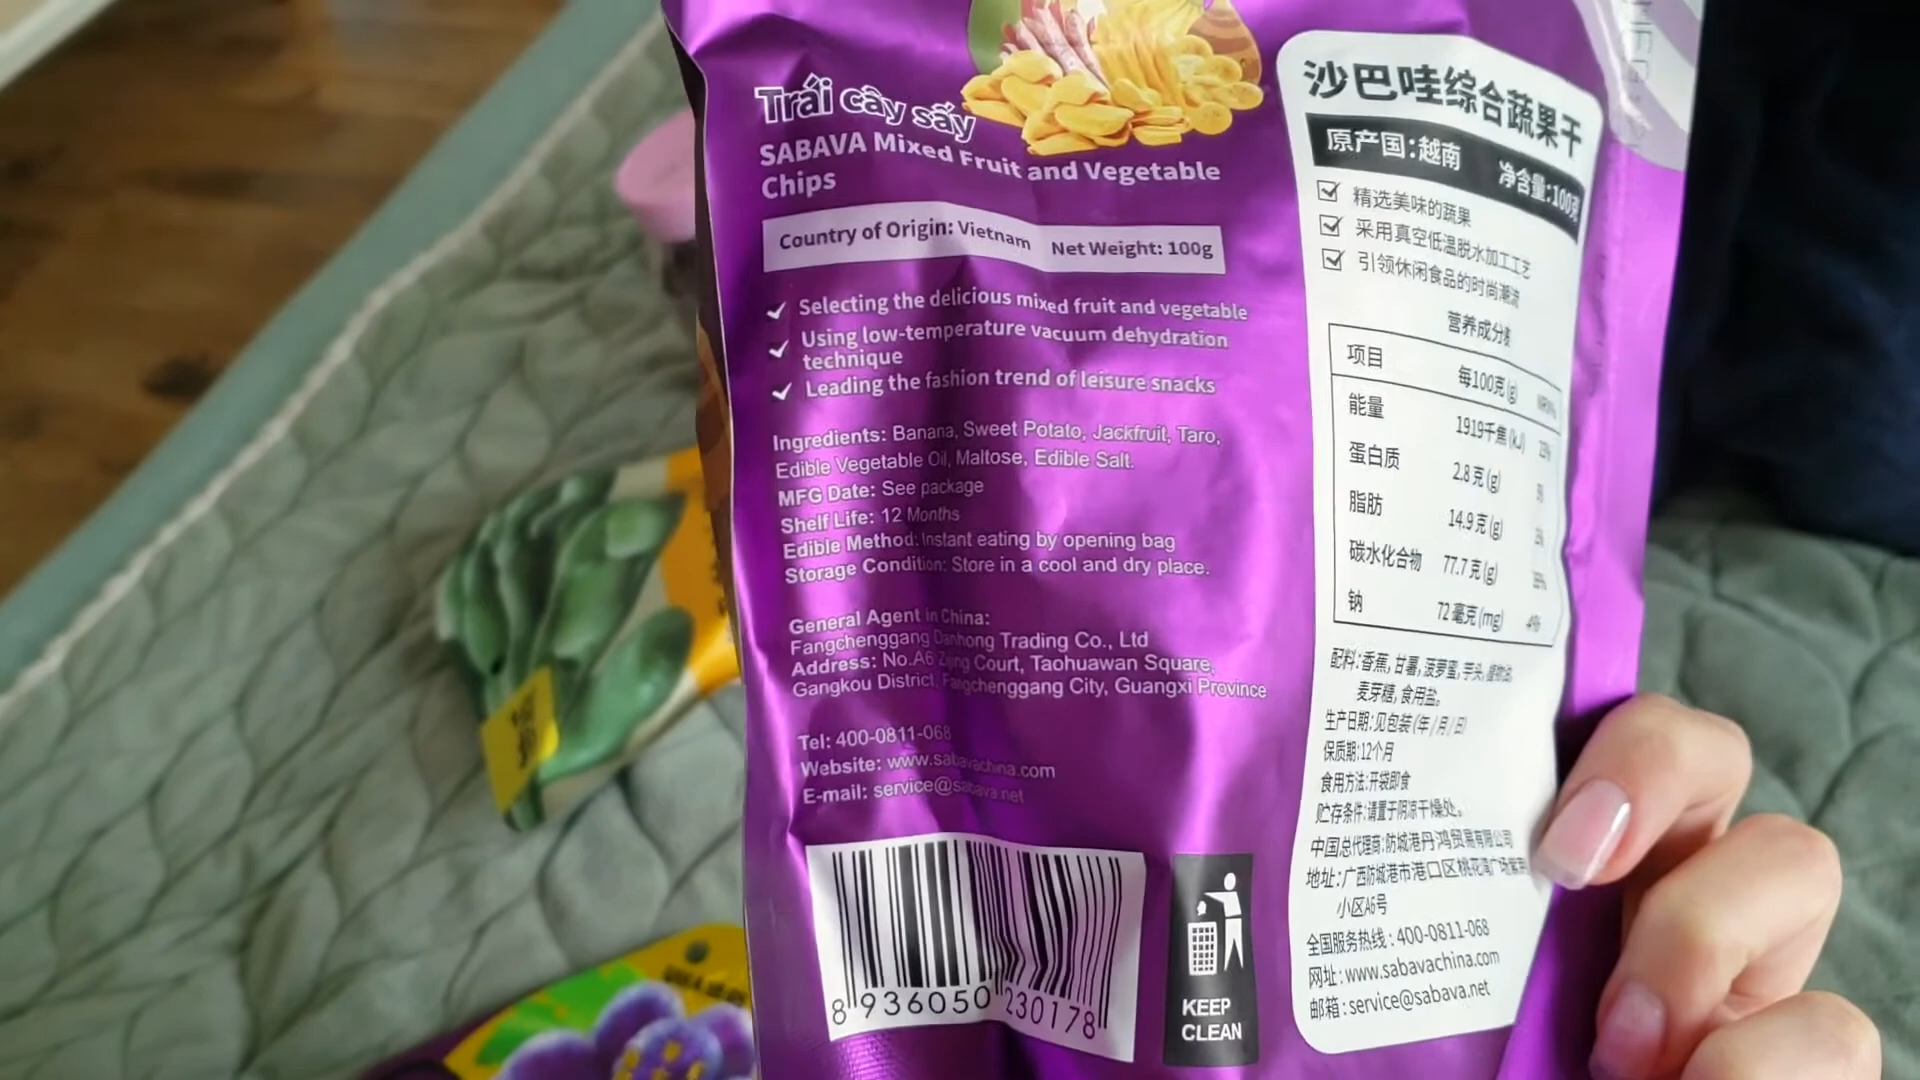 Trái cây sấy
SABAVA Mixed Fruit and Vegetable
Chips
Country of Origin: Vietnam Net Weight: 100g
Selecting the delicious mixed fruit and vegetable
Using low-temperature vacuum dehydration
technique
Leading the fashion trend of leisure snacks
Ingredients: Banana, Sweet Potato, Jackfruit, Taro,
Edible Vegetable Oil, Maltose, Edible Salt.
MFG Date: See package
Shelf Life: 12 Months
Edible Method: Instant eating by opening bag
Storage Condition: Store in a cool and dry place.
General Agent in China:
Fangchenggang Danhong Trading Co., Ltd
Address: No.A6 Zijing Court, Taohuawan Square,
Gangkou District, Fangchenggang City, Guangxi Province
Tel: 400-0811-068
Website: www.sabavachina.com
E-mail: service@sabava.net
8 936050 230178
KEEP
CLEAN
沙巴哇综合蔬果干
原产国:越南 净含量:100克
精选美味的蔬果
采用真空低温脱水加工工艺
引领休闲食品的时尚潮流
营养成分表
项目 每100克(g) NRV%
能量 1919千焦(kJ)
蛋白质 2.8克(g)
脂肪 14.9克(g)
碳水化合物 77.7克(g)
钠 72毫克(mg) 4%
配料:香蕉,甘薯,菠萝蜜,芋头,植物油,
麦芽糖,食用盐。
生产日期:见包装(年/月/日)
保质期:12个月
食用方法:开袋即食
贮存条件:请置于阴凉干燥处。
中国总代理商:防城港丹鸿贸易有限公司
地址:广西防城港市港口区桃花湾广场紫荆
小区A6号
全国服务热线:400-0811-068
网址:www.sabavachina.com
邮箱:service@sabava.net